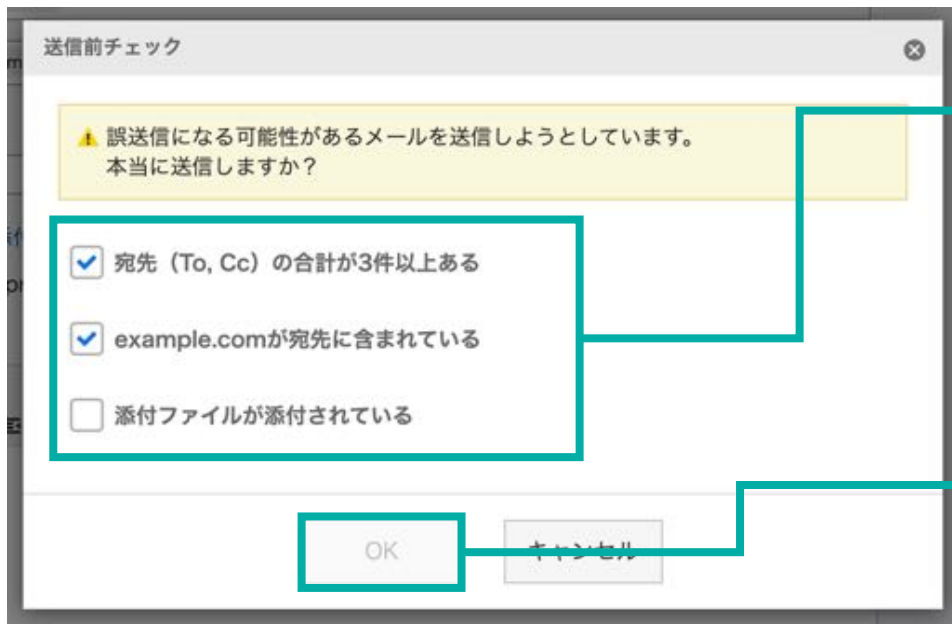 送信前チェック
誤送信になる可能性があるメールを送信しようとしています。
本当に送信しますか？
宛先（To, Cc）の合計が3件以上ある
example.comが宛先に含まれている
添付ファイルが添付されている
OK
キャンセル